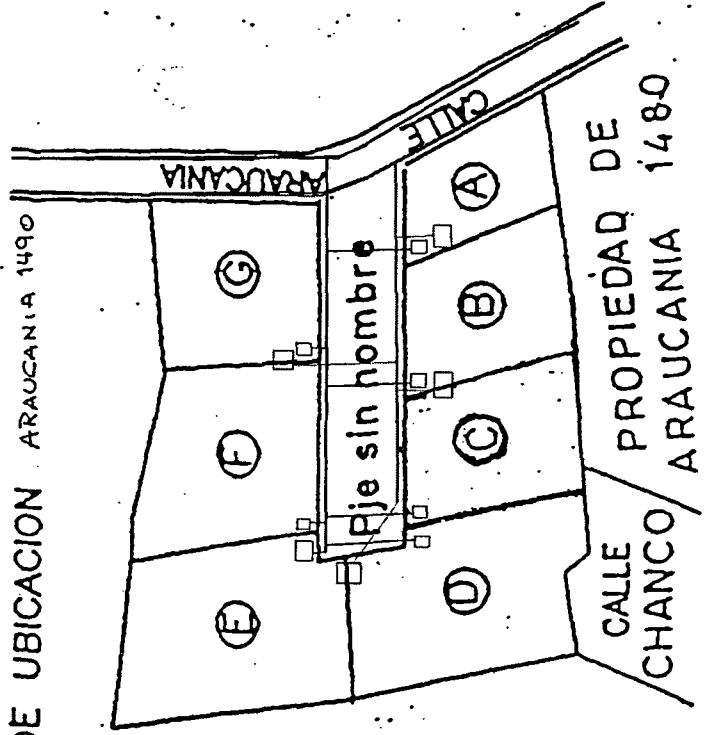 DE UBICACION ARAUCANIA 1490
ARAUCANIA
CALLE
G
F
E
Pje sin nombre
A
B
C
D
CALLE
CHANCO
PROPIEDAD DE
ARAUCANIA 1480